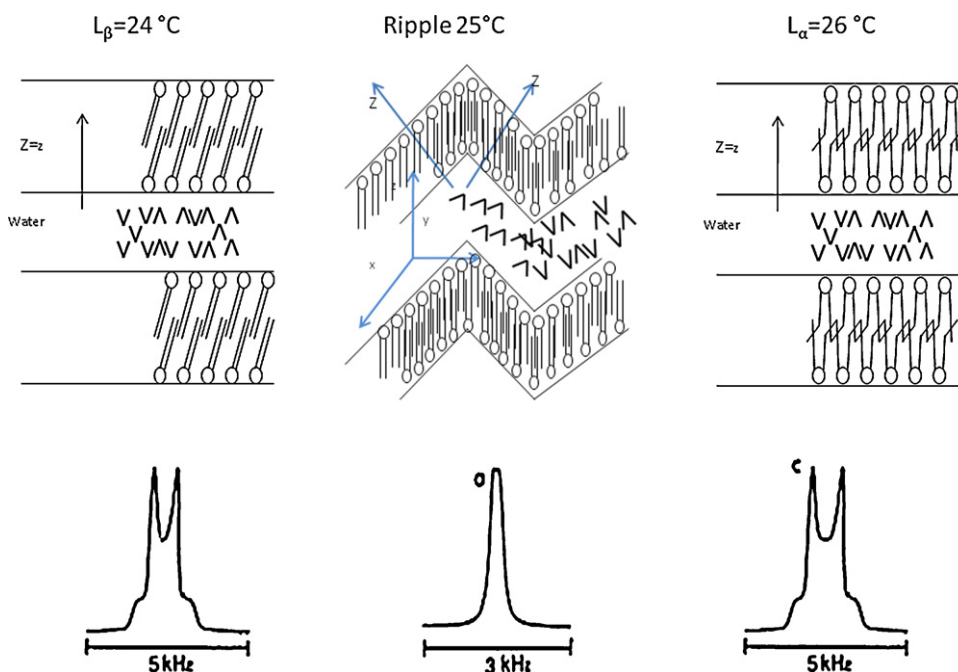 Lβ=24 °C
Ripple 25°C
Lα=26 °C
Z=z
Water
Z
Z
z
y
x
Z=z
Water
a
c
5 kHz
3 kHz
5 kHz